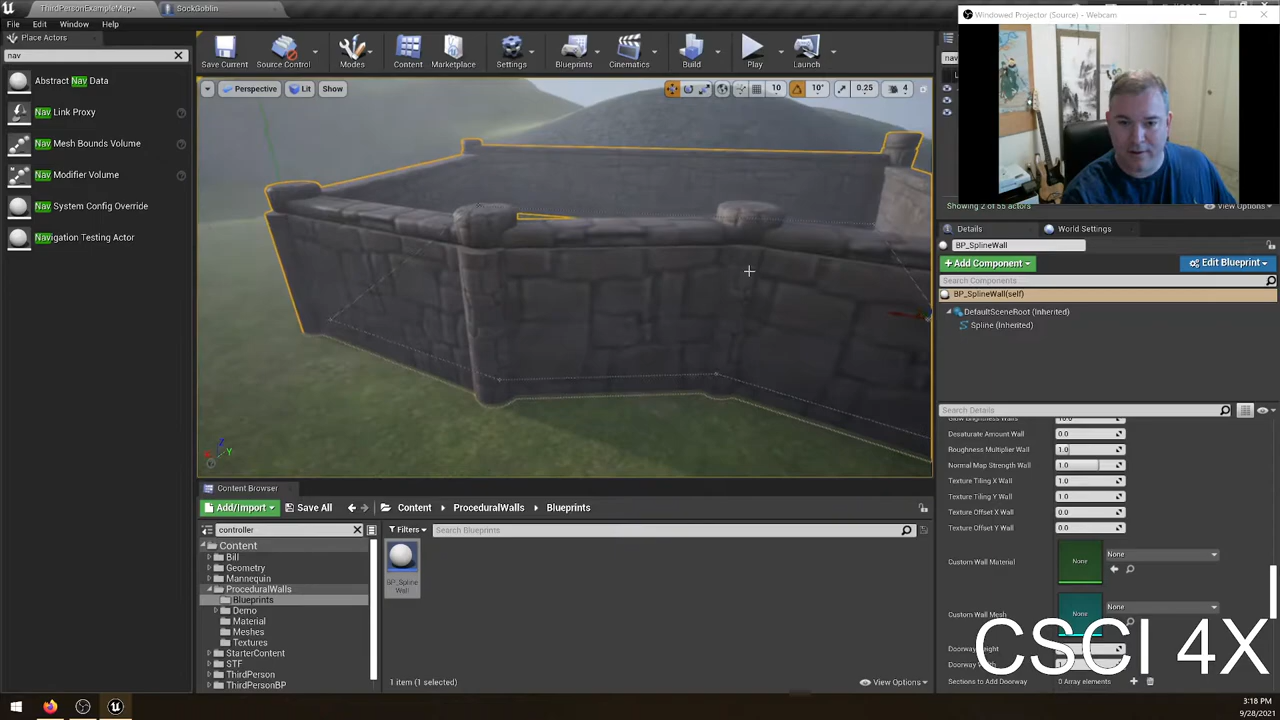 ThirdPersonExampleMap*
SockGoblin
File
Edit
Window
Help
Windowed Projector (Source) - Webcam
Place Actors
nav
Abstract Nav Data
Nav Link Proxy
Nav Mesh Bounds Volume
Nav Modifier Volume
Nav System Config Override
Navigation Testing Actor
Save Current
Source Control
Modes
Content
Marketplace
Settings
Blueprints
Cinematics
Build
Play
Launch
Perspective
Lit
Show
10
10°
0.25
4
nav
Showing 2 of 55 actors
View Options
Details
World Settings
BP_SplineWall
+ Add Component
Edit Blueprint
Search Components
BP_SplineWall(self)
DefaultSceneRoot (Inherited)
Spline (Inherited)
Search Details
Desaturate Amount Wall 0.0
Roughness Multiplier Wall 1.0
Normal Map Strength Wall 1.0
Texture Tiling X Wall 1.0
Texture Tiling Y Wall 1.0
Texture Offset X Wall 0.0
Texture Offset Y Wall 0.0
Custom Wall Material None None
Custom Wall Mesh None None
Doorway Height
Doorway Width
Sections to Add Doorway 0 Array elements
CSCI 4X
Content Browser
Add/Import
Save All
Content
ProceduralWalls
Blueprints
controller
Filters
Search Blueprints
Content
Bill
Geometry
Mannequin
ProceduralWalls
Blueprints
Demo
Material
Meshes
Textures
StarterContent
STF
ThirdPerson
ThirdPersonBP
BP_Spline
Wall
1 item (1 selected)
View Options
3:18 PM
9/28/2021